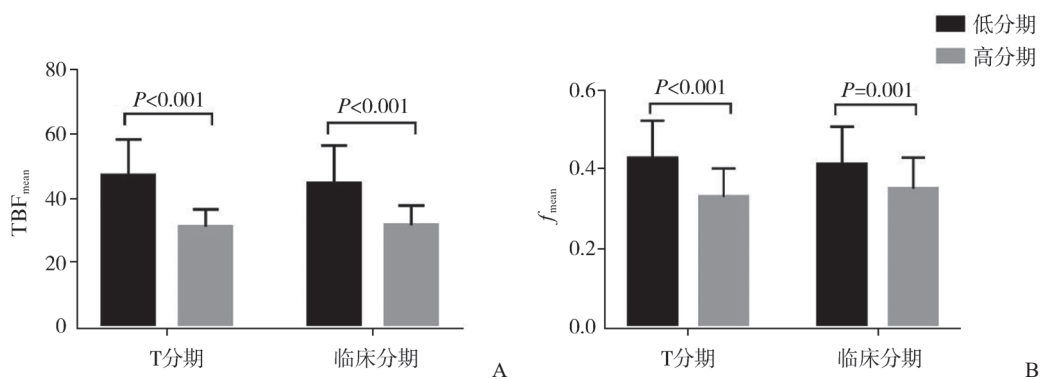 低分期
高分期
80
60
40
20
0
TBFmean
P<0.001
P<0.001
T分期
临床分期
A
0.6
0.4
0.2
0.0
fmean
P<0.001
P=0.001
T分期
临床分期
B